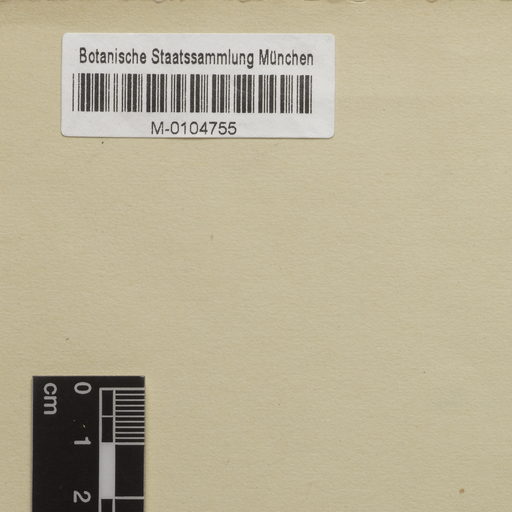 Botanische Staatssammlung München
M-0104755
0
cm
1
2